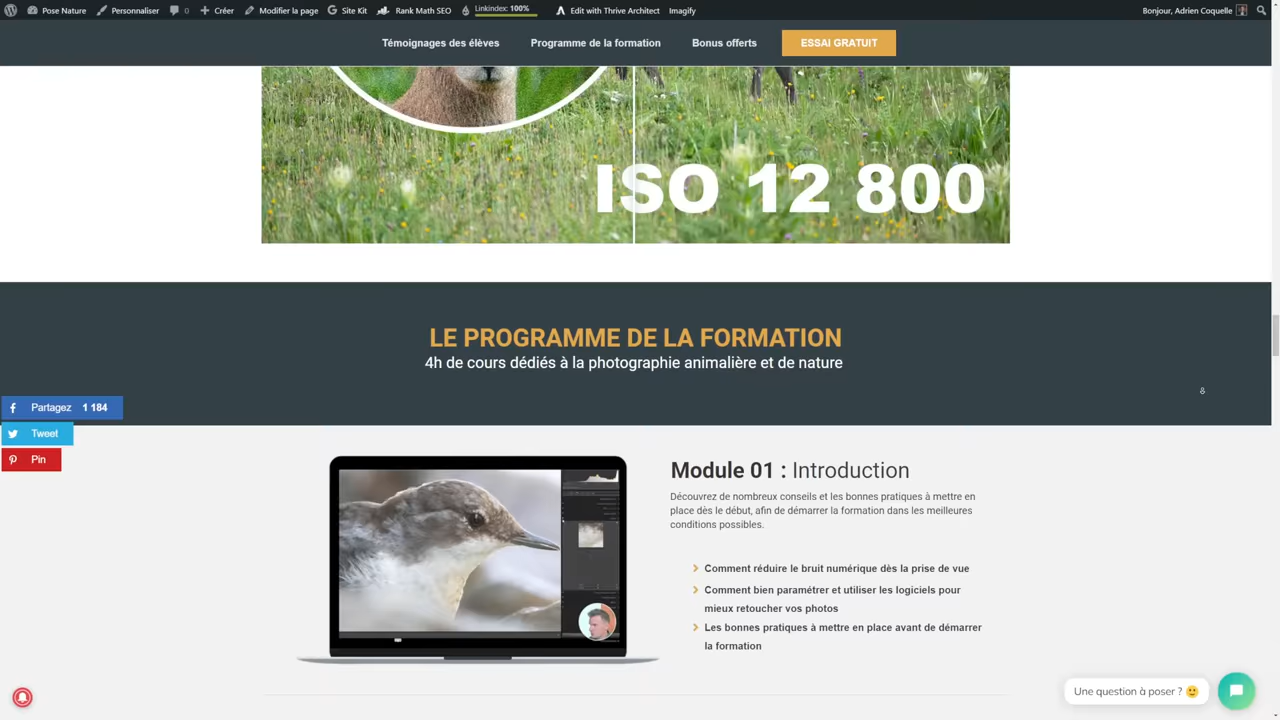 Pose Nature
Personnaliser
0
Créer
Modifier la page
Site Kit
Rank Math SEO
Linkindex: 100%
Edit with Thrive Architect
Imagify
Bonjour, Adrien Coquelle
Témoignages des élèves
Programme de la formation
Bonus offerts
ESSAI GRATUIT
ISO 12 800
LE PROGRAMME DE LA FORMATION
4h de cours dédiés à la photographie animalière et de nature
Partagez 1 184
Tweet
Pin
Module 01 : Introduction
Découvrez de nombreux conseils et les bonnes pratiques à mettre en
place dès le début, afin de démarrer la formation dans les meilleures
conditions possibles.
Comment réduire le bruit numérique dès la prise de vue
Comment bien paramétrer et utiliser les logiciels pour
mieux retoucher vos photos
Les bonnes pratiques à mettre en place avant de démarrer
la formation
Une question à poser ? 🙂